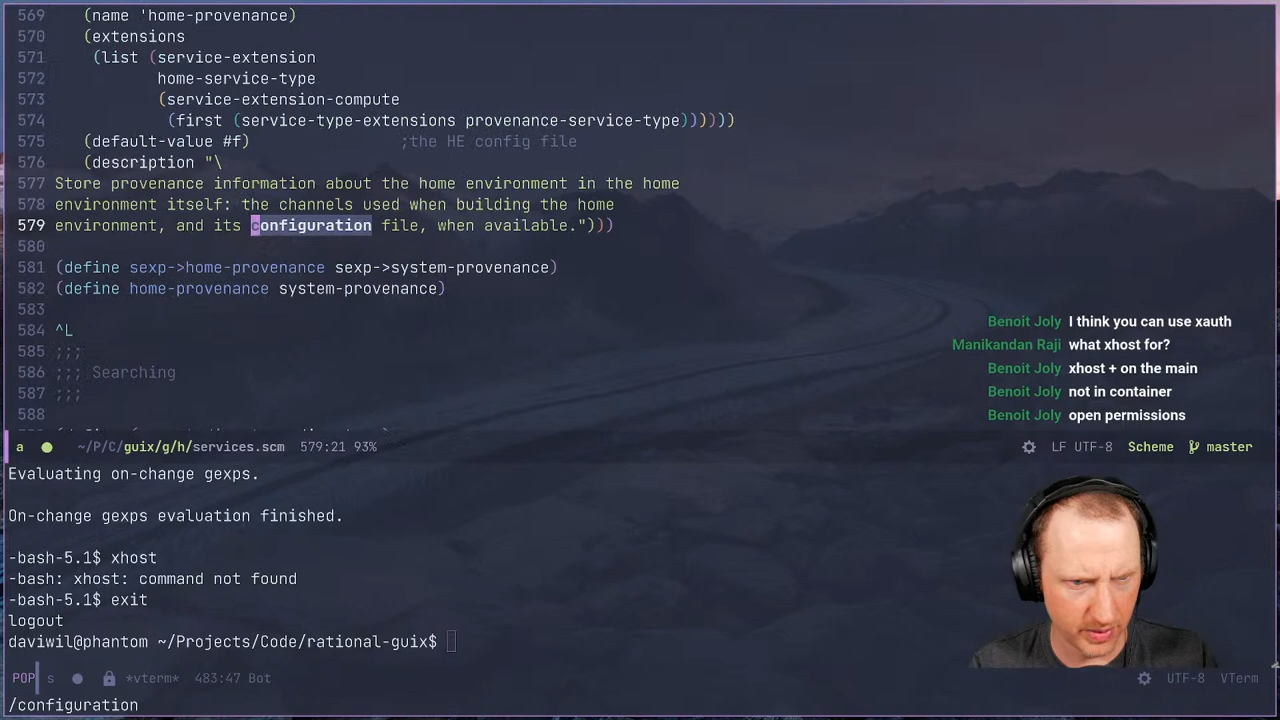 569 (name 'home-provenance)
570 (extensions
571 (list (service-extension
572 home-service-type
573 (service-extension-compute
574 (first (service-type-extensions provenance-service-type))))))
575 (default-value #f) ;the HE config file
576 (description "\
577 Store provenance information about the home environment in the home
578 environment itself: the channels used when building the home
579 environment, and its configuration file, when available.")))
580
581 (define sexp->home-provenance sexp->system-provenance)
582 (define home-provenance system-provenance)
583
584 ^L
585 ;;;
586 ;;; Searching
587 ;;;
588
Benoit Joly I think you can use xauth
Manikandan Raji what xhost for?
Benoit Joly xhost + on the main
Benoit Joly not in container
Benoit Joly open permissions
a ~/P/C/guix/g/h/services.scm 579:21 93% LF UTF-8 Scheme master
Evaluating on-change gexps.
On-change gexps evaluation finished.
-bash-5.1$ xhost
-bash: xhost: command not found
-bash-5.1$ exit
logout
daviwil@phantom ~/Projects/Code/rational-guix$
POP s *vterm* 483:47 Bot UTF-8 VTerm
/configuration